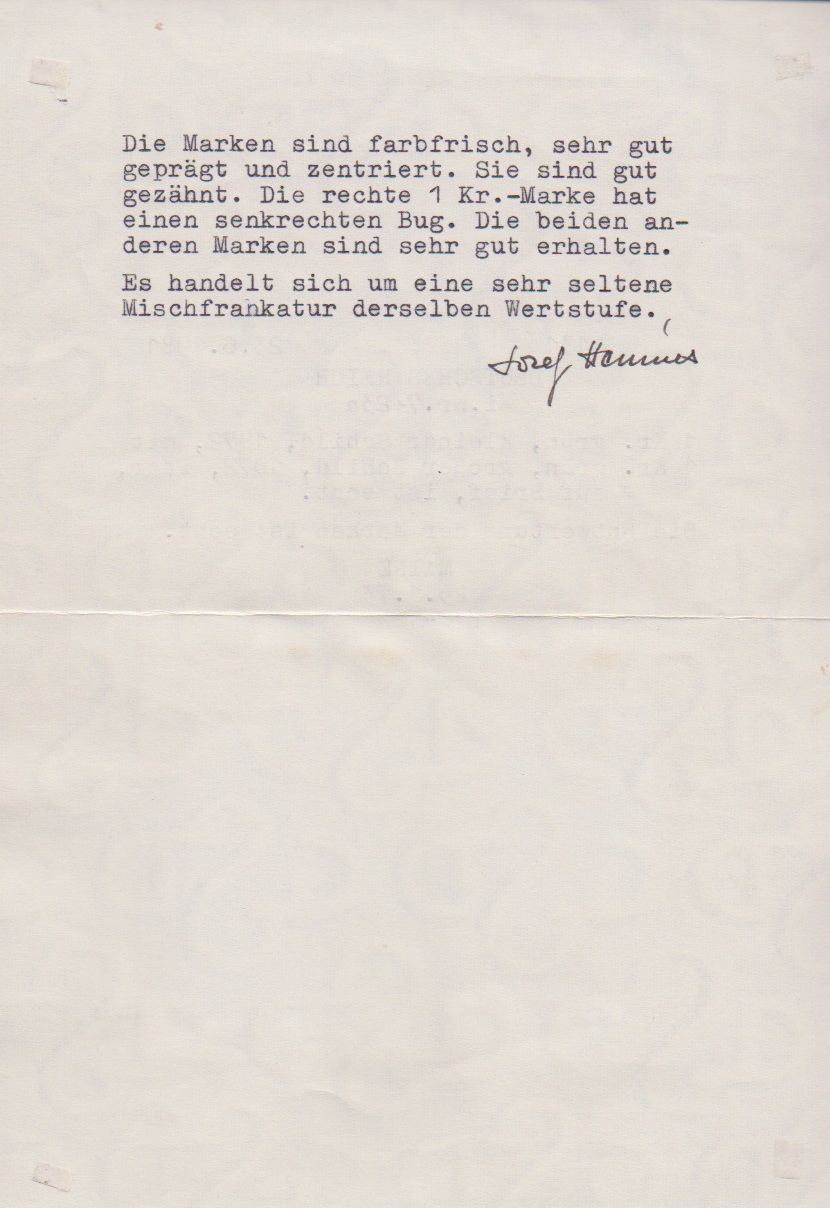 Die Marken sind farbfrisch, sehr gut
geprägt und zentriert. Sie sind gut
gezähnt. Die rechte 1 Kr.-Marke hat
einen senkrechten Bug. Die beiden an-
deren Marken sind sehr gut erhalten.
Es handelt sich um eine sehr seltene
Mischfrankatur derselben Wertstufe.
Josef